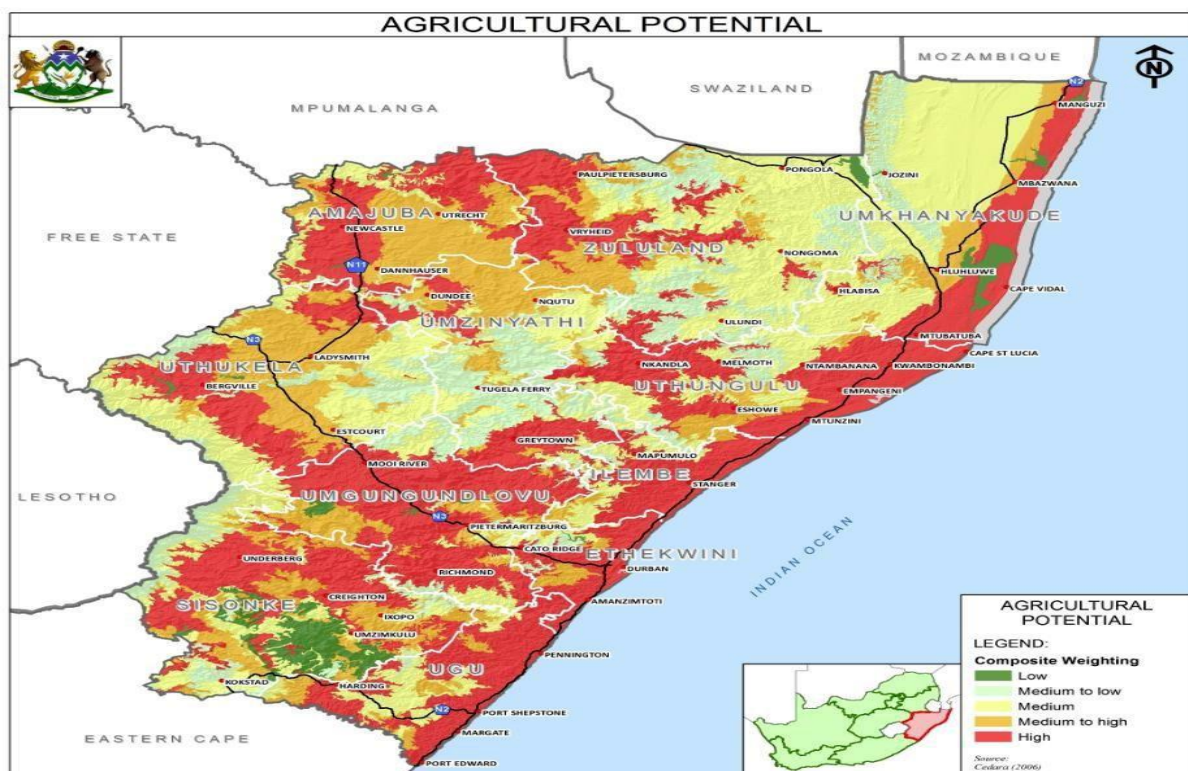 AGRICULTURAL POTENTIAL
MOZAMBIQUE
SWAZILAND
MPUMALANGA
N2
MANGUZI
PAULPIETERSBURG
PONGOLA
JOZINI
MBAZWANA
AMAJUBA
UTRECHT
UMKHANYAKUDE
NEWCASTLE
VRYHEID
FREE STATE
ZULULAND
NONGOMA
N11
DANNHAUSER
HLUHLUWE
DUNDEE
NQUTU
HLABISA
CAPE VIDAL
UMZINYATHI
ULUNDI
MTUBATUBA
N3
LADYSMITH
CAPE ST LUCIA
UTHUKELA
NKANDLA
MELMOTH
NTAMBANANA
KWAMBONAMBI
BERGVILLE
TUGELA FERRY
UTHUNGULU
EMPANGENI
ESHOWE
MTUNZINI
ESTCOURT
GREYTOWN
MAPUMULO
MOOI RIVER
ILEMBE
STANGER
LESOTHO
UMGUNGUNDLOVU
N3
PIETERMARITZBURG
CATO RIDGE
ETHEKWINI
UNDERBERG
DURBAN
RICHMOND
INDIAN OCEAN
CREIGHTON
AMANZIMTOTI
SISONKE
IXOPO
UMZIMKULU
PENNINGTON
UGU
KOKSTAD
HARDING
N2
PORT SHEPSTONE
MARGATE
EASTERN CAPE
PORT EDWARD
N
AGRICULTURAL
POTENTIAL
LEGEND:
Composite Weighting
Low
Medium to low
Medium
Medium to high
High
Source:
Cedara (2006)